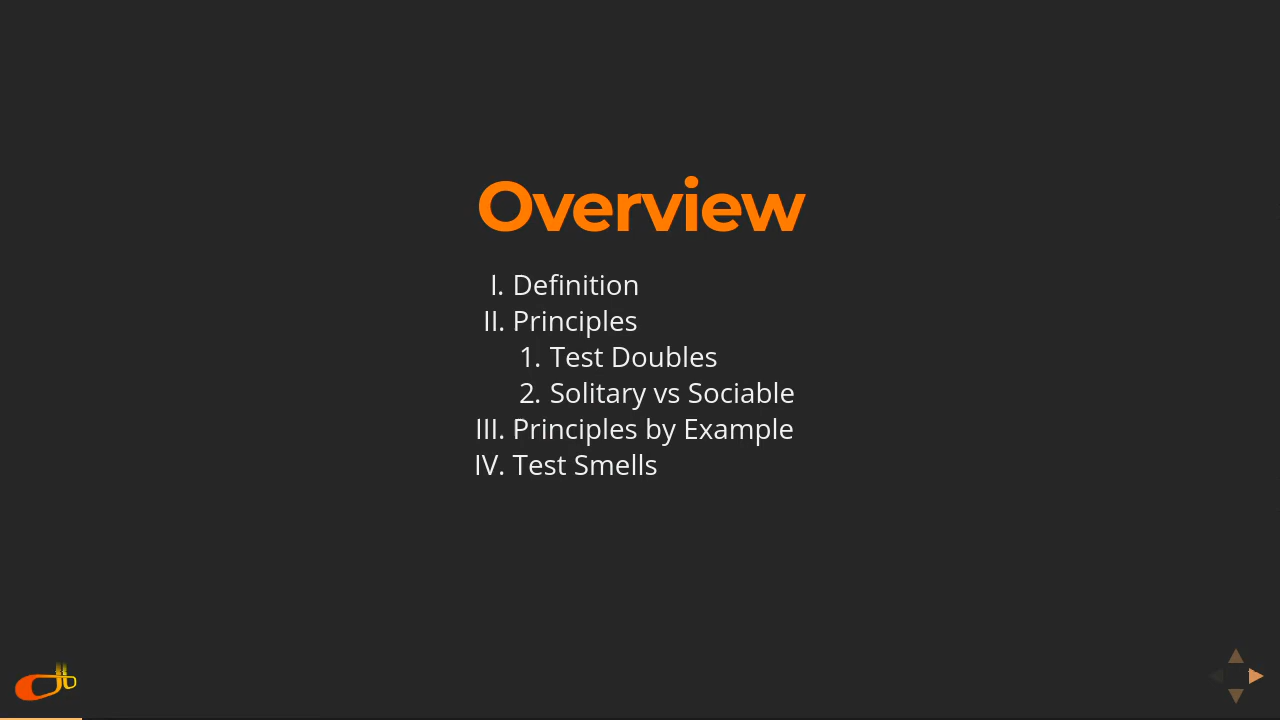 Overview
I. Definition
II. Principles
1. Test Doubles
2. Solitary vs Sociable
III. Principles by Example
IV. Test Smells